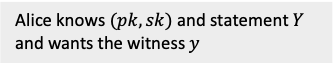 Alice knows (pk, sk) and statement Y
and wants the witness y